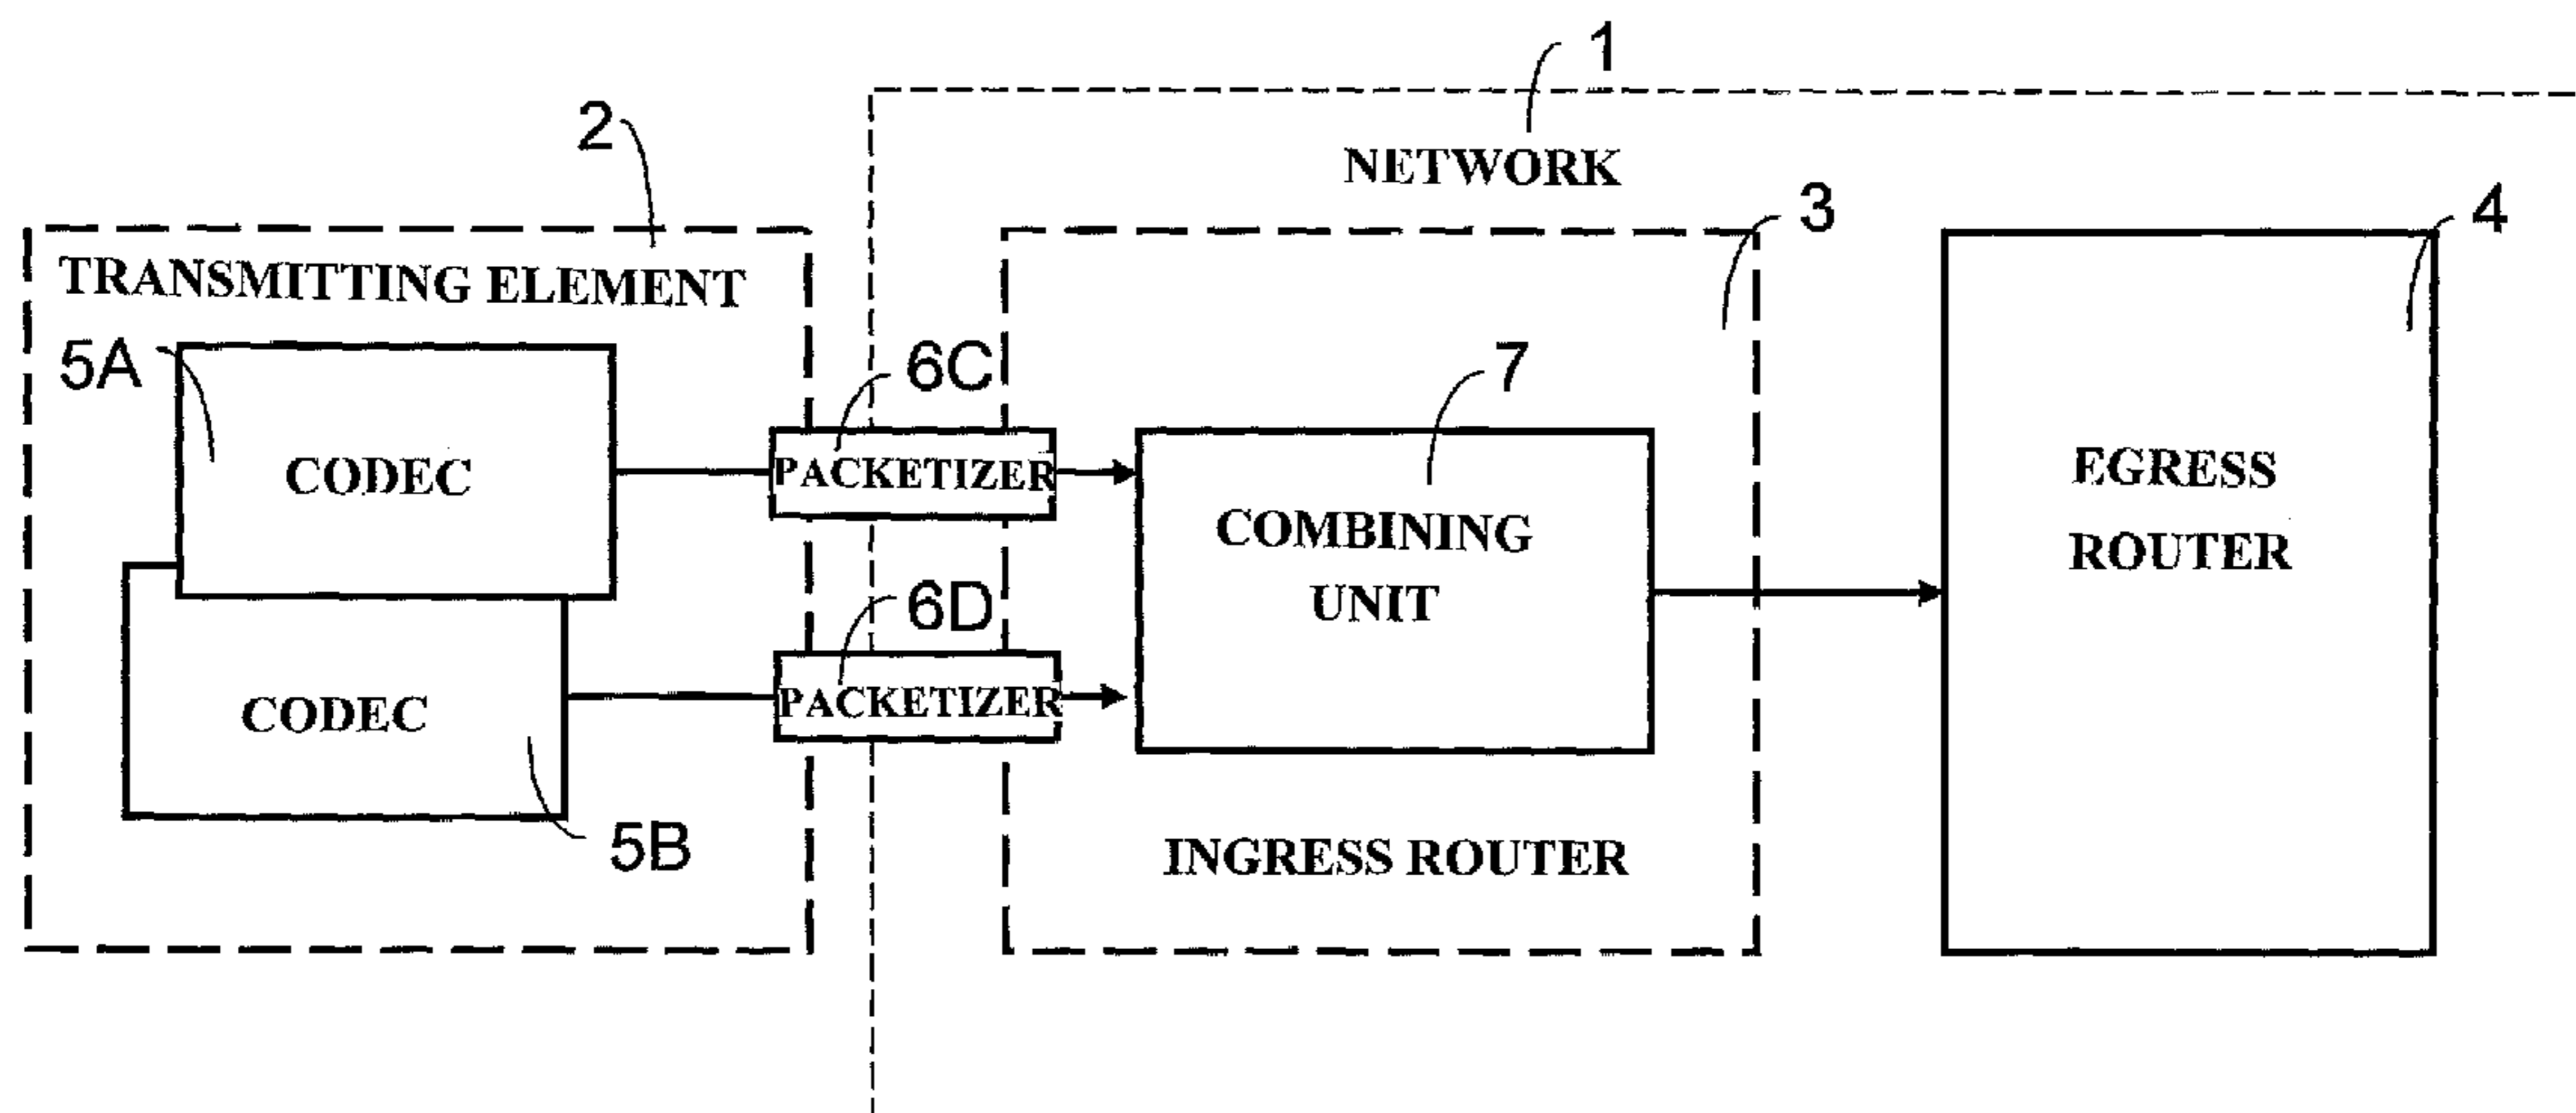 1
NETWORK
2
3
4
TRANSMITTING ELEMENT
5A
CODEC
6C
PACKETIZER
7
COMBINING
UNIT
EGRESS
ROUTER
6D
PACKETIZER
CODEC
5B
INGRESS ROUTER